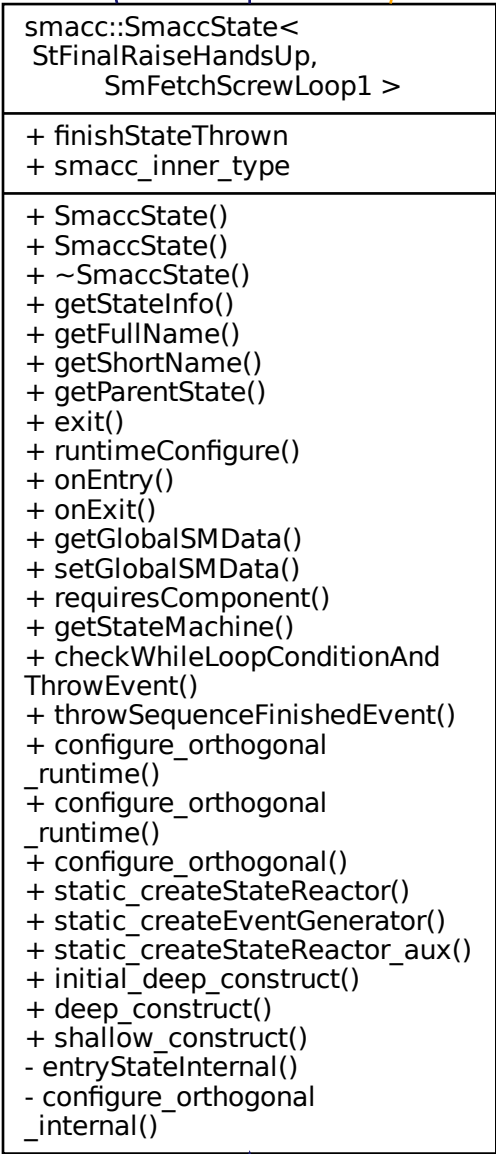 smacc::SmaccState<
StFinalRaiseHandsUp,
SmFetchScrewLoop1 >
+ finishStateThrown
+ smacc_inner_type
+ SmaccState()
+ SmaccState()
+ ~SmaccState()
+ getStateInfo()
+ getFullName()
+ getShortName()
+ getParentState()
+ exit()
+ runtimeConfigure()
+ onEntry()
+ onExit()
+ getGlobalSMData()
+ setGlobalSMData()
+ requiresComponent()
+ getStateMachine()
+ checkWhileLoopConditionAnd
ThrowEvent()
+ throwSequenceFinishedEvent()
+ configure_orthogonal
_runtime()
+ configure_orthogonal
_runtime()
+ configure_orthogonal()
+ static_createStateReactor()
+ static_createEventGenerator()
+ static_createStateReactor_aux()
+ initial_deep_construct()
+ deep_construct()
+ shallow_construct()
- entryStateInternal()
- configure_orthogonal
_internal()